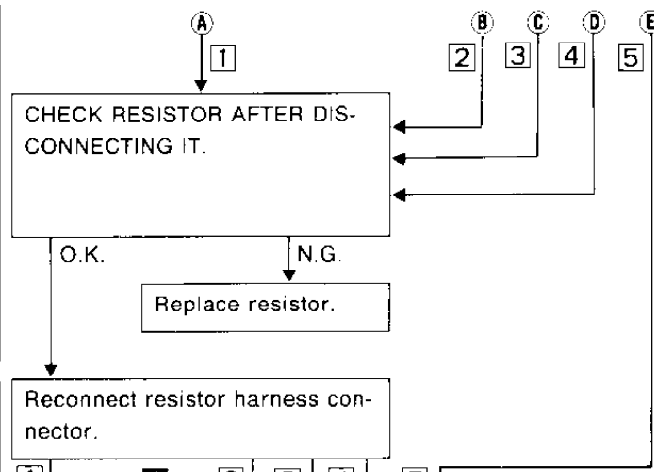 A B C D E
1 2 3 4 5
CHECK RESISTOR AFTER DIS-
CONNECTING IT.
O.K. N.G.
Replace resistor.
Reconnect resistor harness con-
nector.